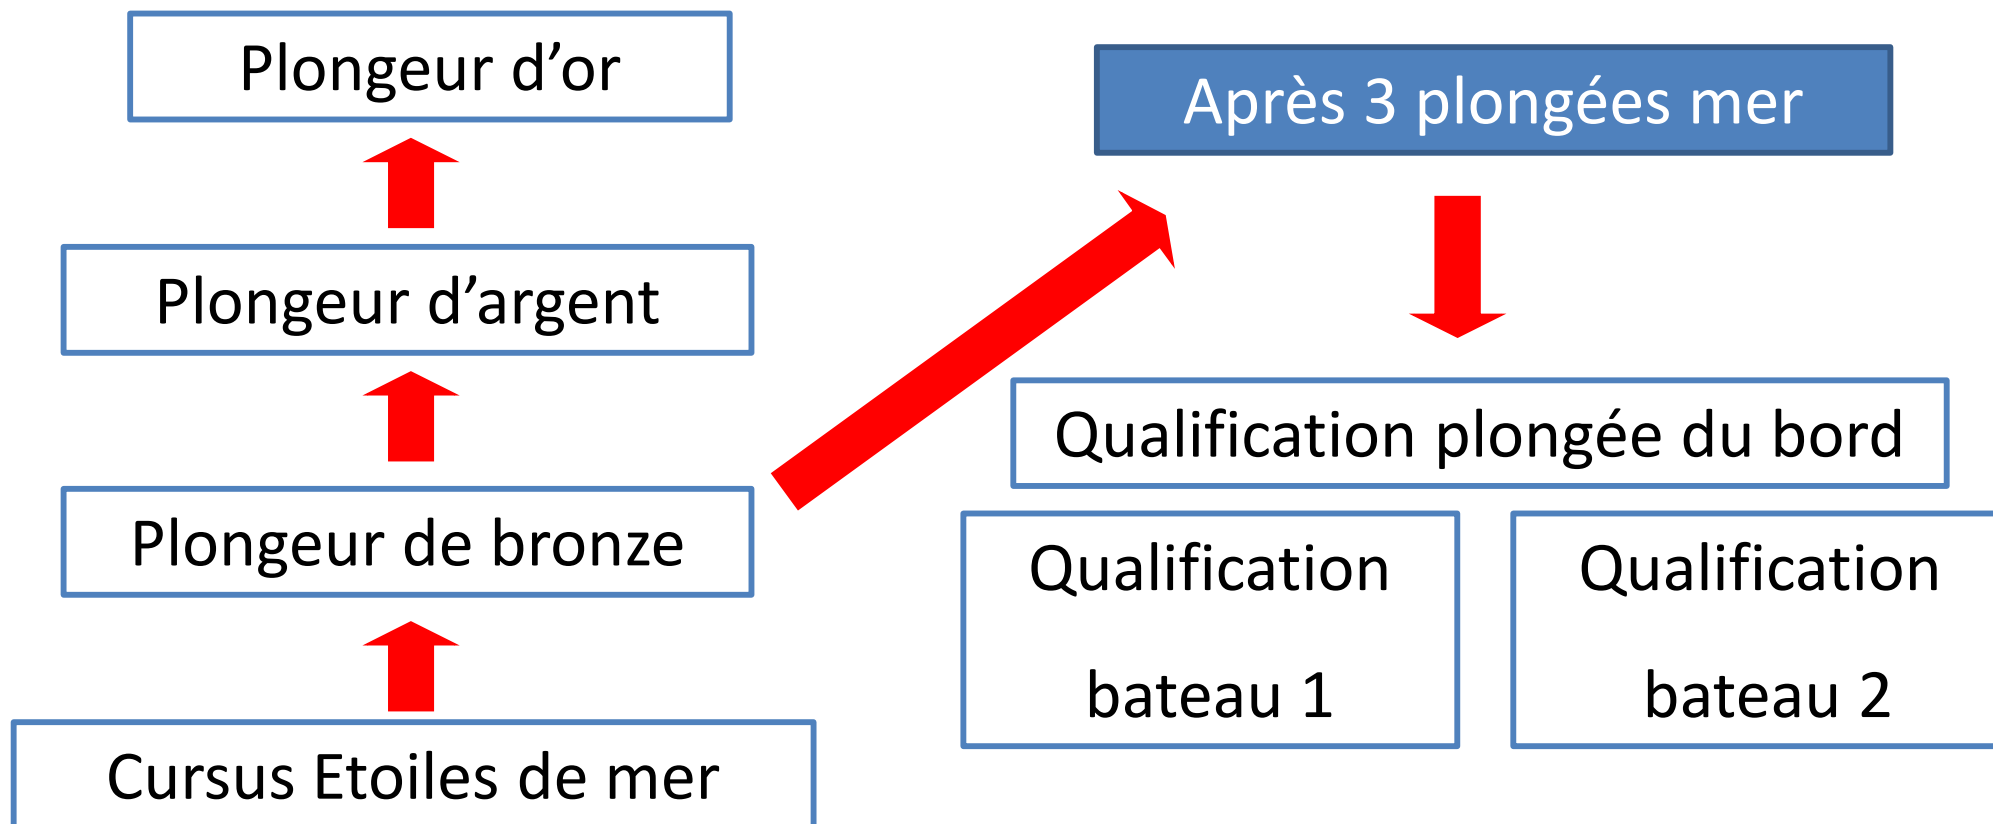 Plongeur d’or
Plongeur d’argent
Plongeur de bronze
Cursus Etoiles de mer
Après 3 plongées mer
Qualification plongée du bord
Qualification
bateau 1
Qualification
bateau 2